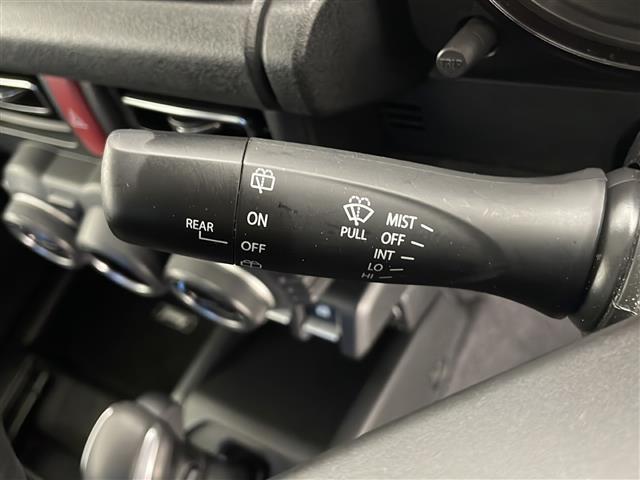 TRIP
ON
REAR
OFF
PULL
MIST
OFF
INT
LO
HI